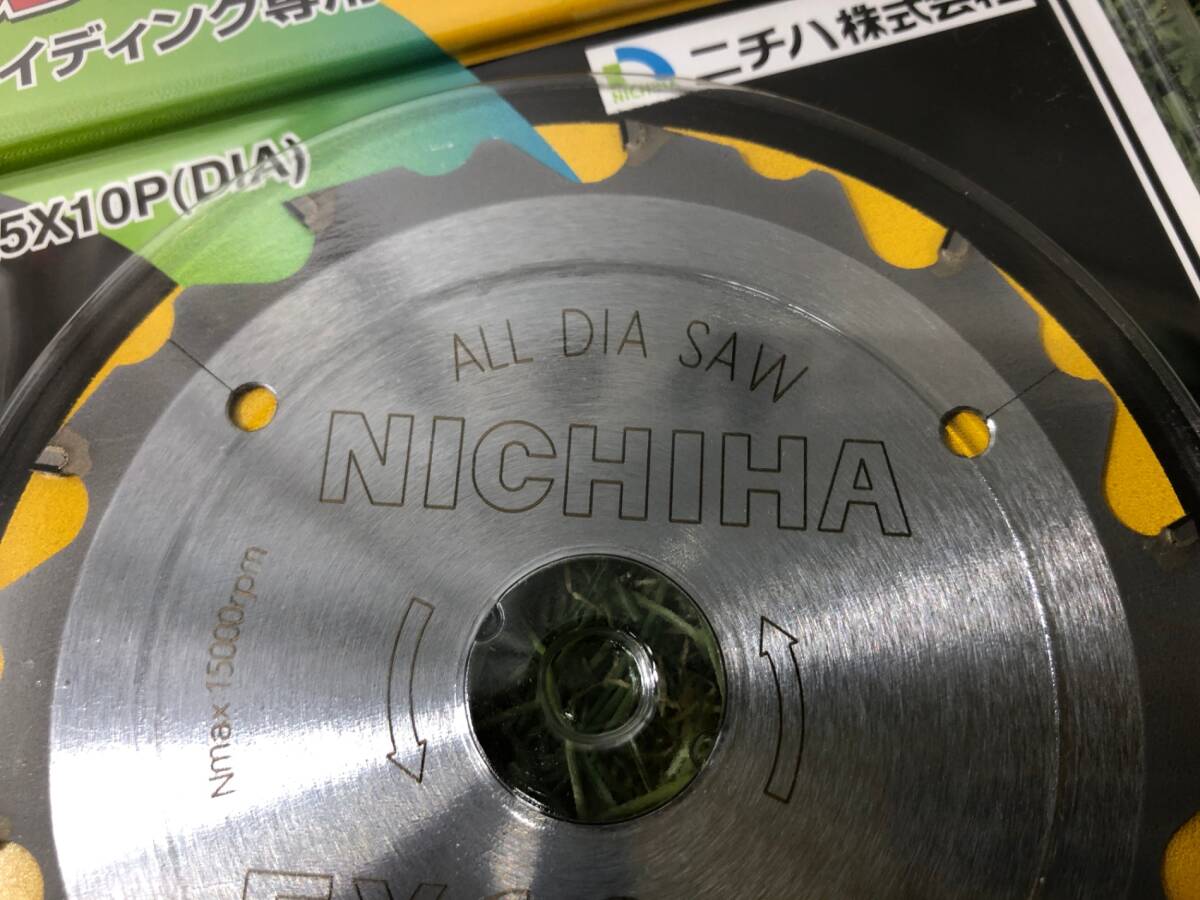 イディング専用
ニチハ株式会社
NICHIHA
5X10P(DIA)
ALL DIA SAW
NICHIHA
Nmax 15000rpm